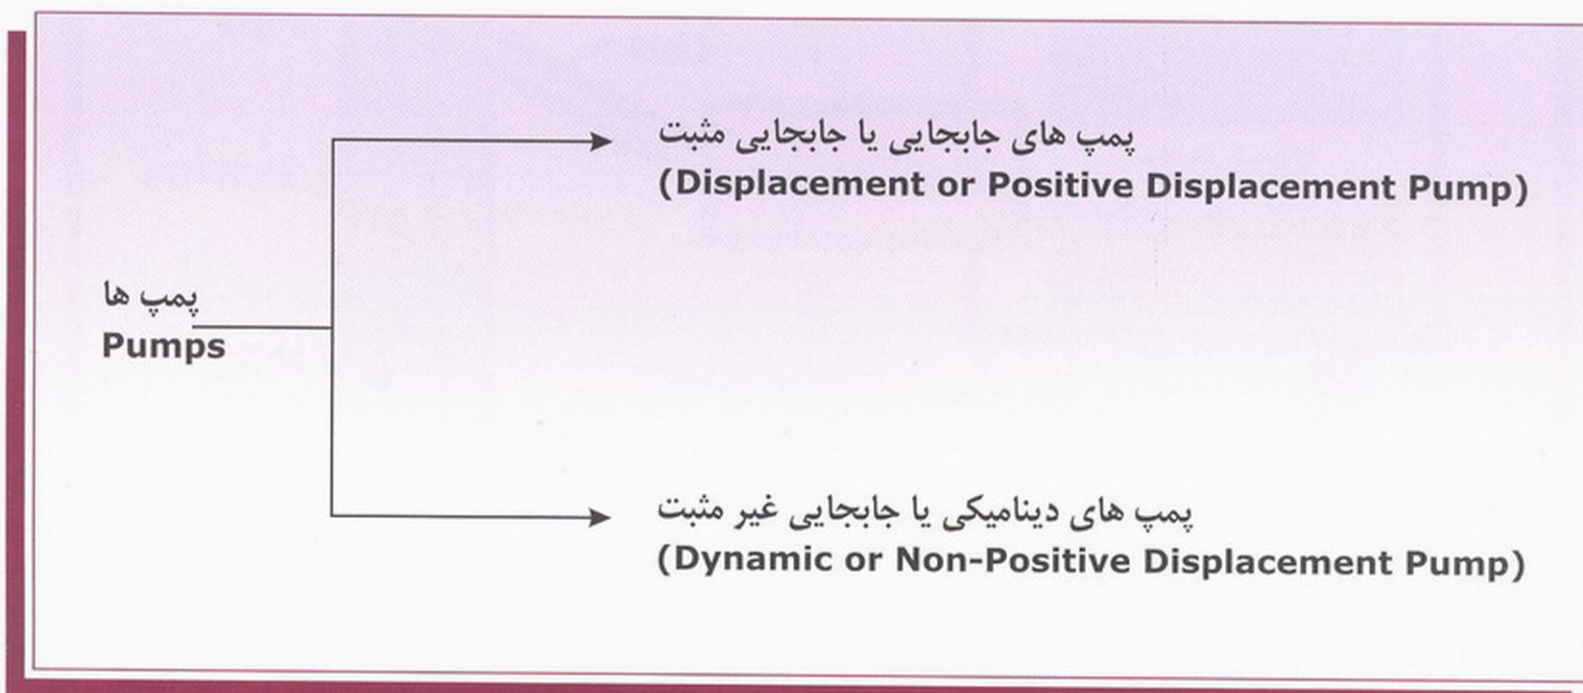 پمپ های جابجایی یا جابجایی مثبت
(Displacement or Positive Displacement Pump)
پمپ ها
Pumps
پمپ های دینامیکی یا جابجایی غیر مثبت
(Dynamic or Non-Positive Displacement Pump)